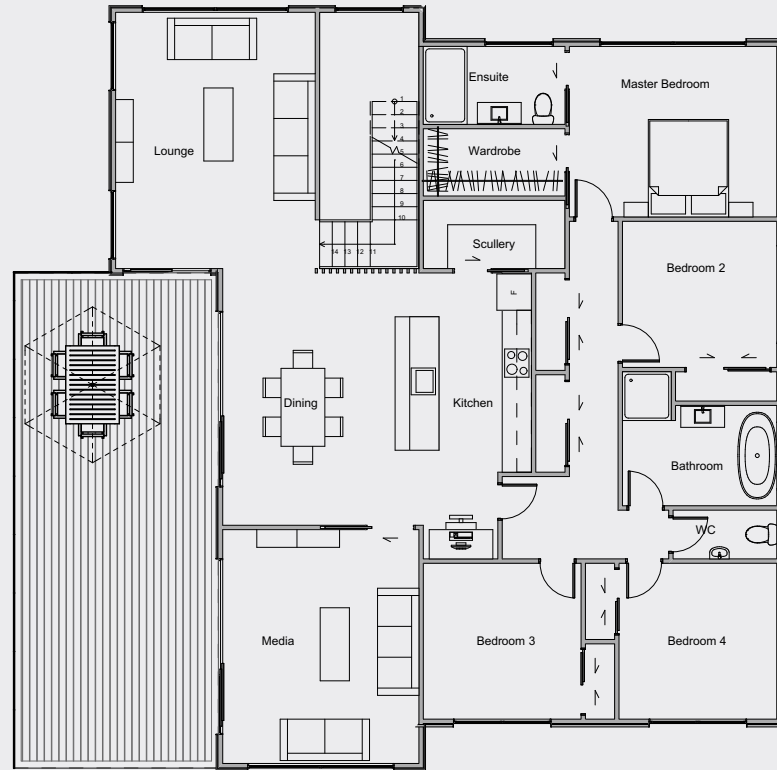 Ensuite
Master Bedroom
1
2
3
4
5
6
7
8
9
10
Lounge
Wardrobe
14 13 12 11
Scullery
Bedroom 2
F
Dining
Kitchen
Bathroom
WC
Media
Bedroom 3
Bedroom 4